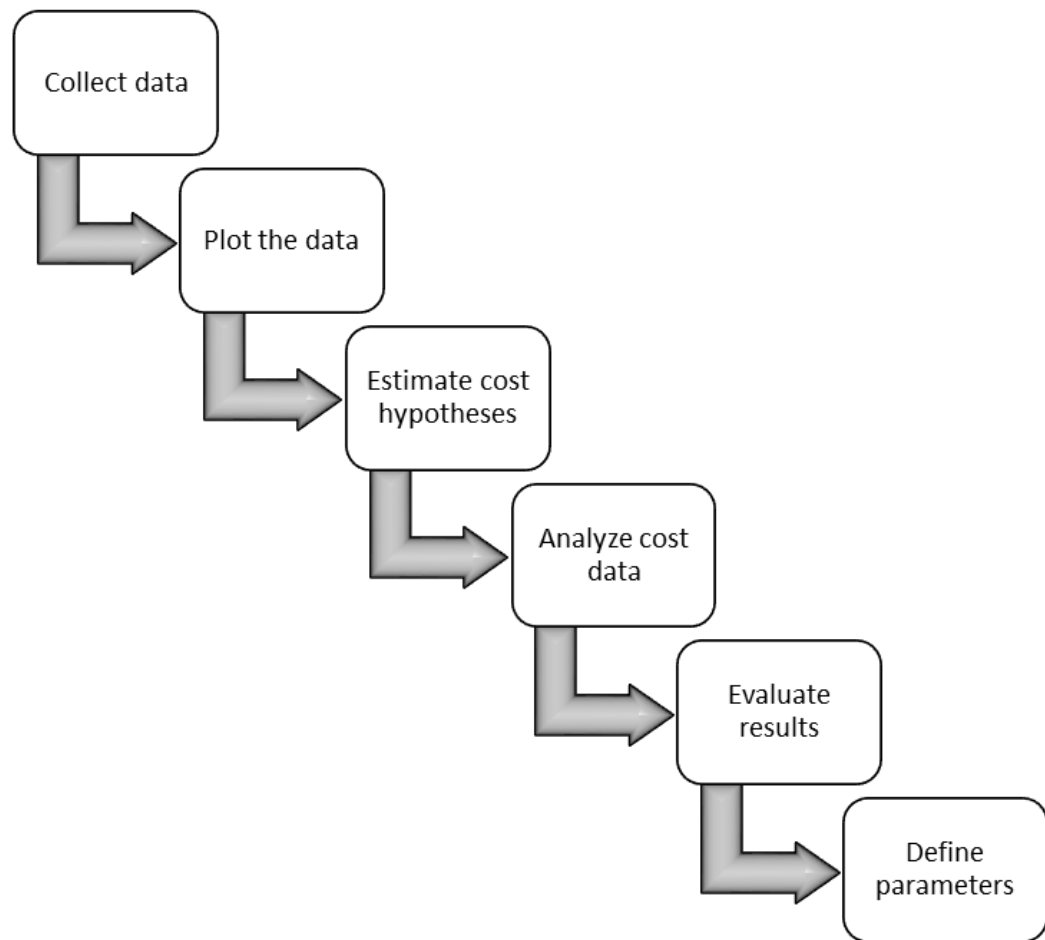 Collect data
Plot the data
Estimate cost
hypotheses
Analyze cost
data
Evaluate
results
Define
parameters